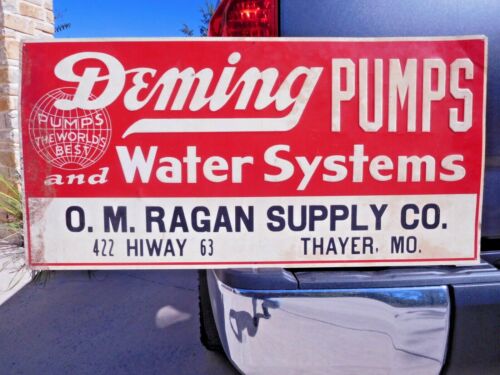 Deming PUMPS
PUMPS
THE WORLD'S
BEST
and Water Systems
O. M. RAGAN SUPPLY CO.
422 HIWAY 63 THAYER, MO.